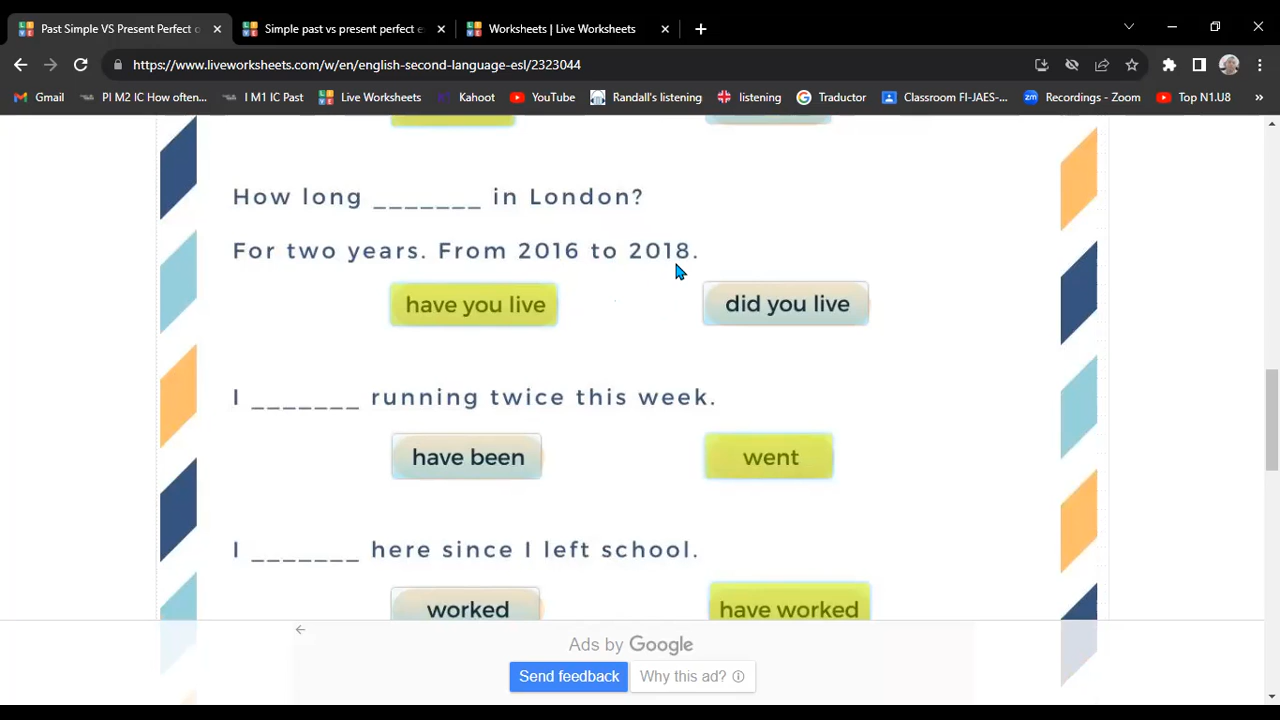 Past Simple VS Present Perfect o
Simple past vs present perfect e
Worksheets | Live Worksheets
https://www.liveworksheets.com/w/en/english-second-language-esl/2323044
Gmail
PI M2 IC How often...
I M1 IC Past
Live Worksheets
Kahoot
YouTube
Randall's listening
listening
Traductor
Classroom FI-JAES-...
Recordings - Zoom
Top N1.U8
How long _______ in London?
For two years. From 2016 to 2018.
have you live
did you live
I _______ running twice this week.
have been
went
I _______ here since I left school.
worked
have worked
Ads by Google
Send feedback
Why this ad?